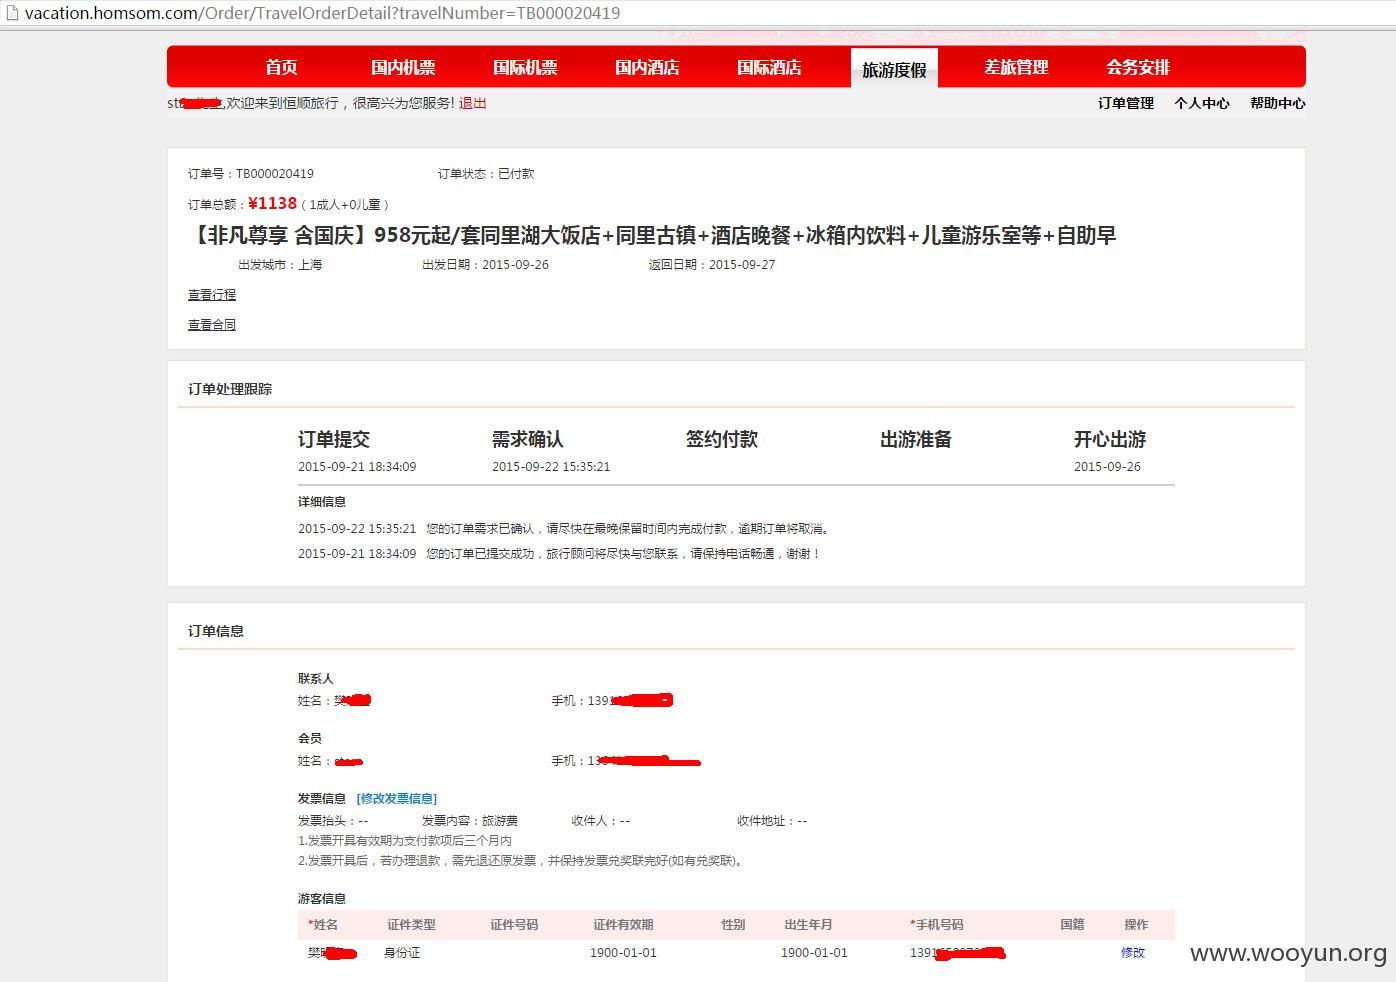 vacation.homsom.com/Order/TravelOrderDetail?travelNumber=TB000020419
首页 国内机票 国际机票 国内酒店 国际酒店 旅游度假 差旅管理 会务安排
,欢迎来到恒顺旅行，很高兴为您服务! 退出 订单管理 个人中心 帮助中心
订单号：TB000020419 订单状态：已付款
订单总额：¥1138（1成人+0儿童）
【非凡尊享 含国庆】958元起/套同里湖大饭店+同里古镇+酒店晚餐+冰箱内饮料+儿童游乐室等+自助早
出发城市：上海 出发日期：2015-09-26 返回日期：2015-09-27
查看行程
查看合同
订单处理跟踪
订单提交 需求确认 签约付款 出游准备 开心出游
2015-09-21 18:34:09 2015-09-22 15:35:21 2015-09-26
详细信息
2015-09-22 15:35:21 您的订单需求已确认，请尽快在最晚保留时间内完成付款，逾期订单将取消。
2015-09-21 18:34:09 您的订单已提交成功，旅行顾问将尽快与您联系，请保持电话畅通，谢谢！
订单信息
联系人
姓名：樊 手机：139
会员
姓名： 手机：13
发票信息 [修改发票信息]
发票抬头：-- 发票内容：旅游费 收件人：-- 收件地址：--
1.发票开具有效期为支付款项后三个月内
2.发票开具后，若办理退款，需先退还原发票，并保持发票兑奖联完好(如有兑奖联)。
游客信息
*姓名 证件类型 证件号码 证件有效期 性别 出生年月 *手机号码 国籍 操作
樊 身份证 1900-01-01 1900-01-01 1391 修改
www.wooyun.org